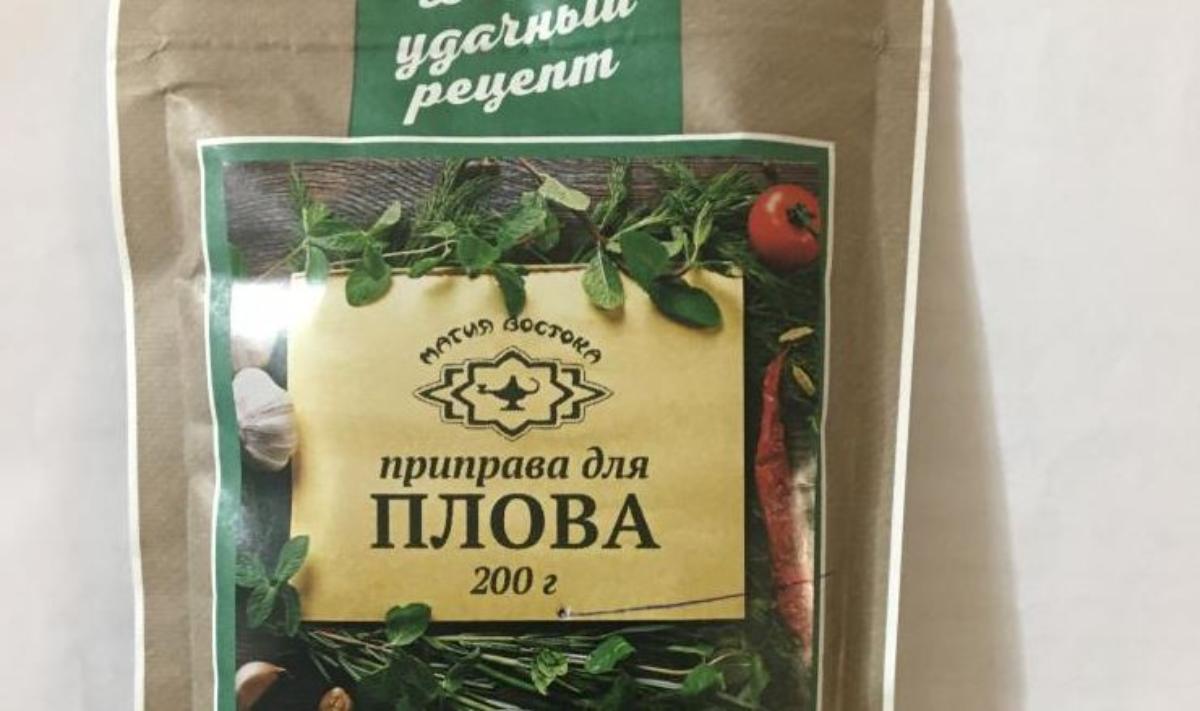 удачный
рецепт
МАГИЯ ВОСТОКА
приправа для
ПЛОВА
200 г